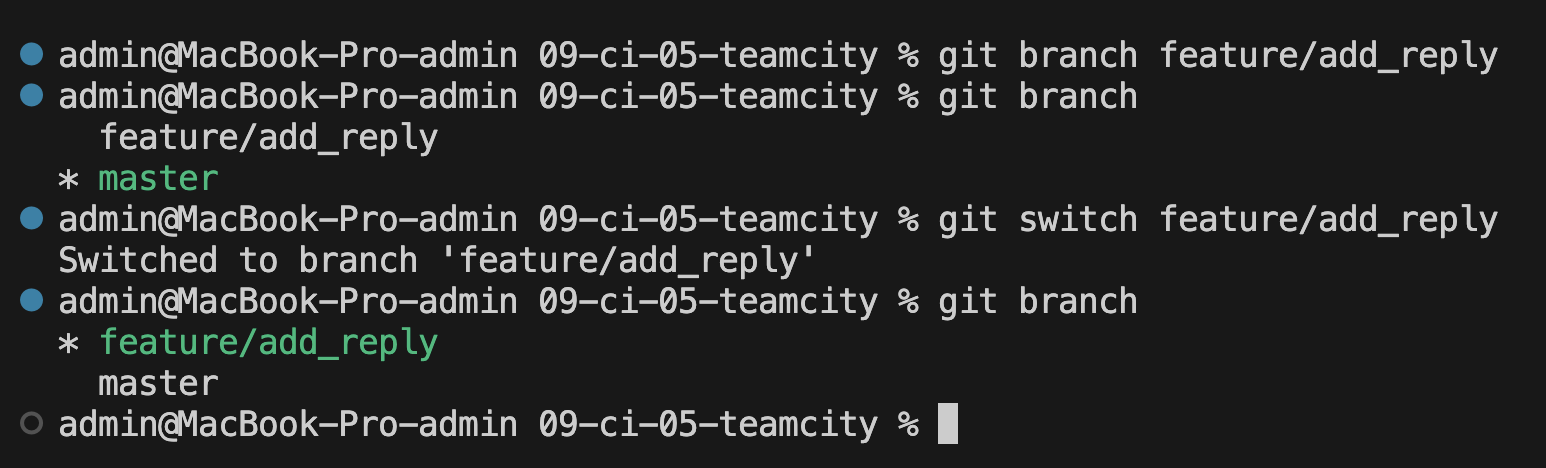 admin@MacBook-Pro-admin 09-ci-05-teamcity % git branch feature/add_reply
admin@MacBook-Pro-admin 09-ci-05-teamcity % git branch
  feature/add_reply
* master
admin@MacBook-Pro-admin 09-ci-05-teamcity % git switch feature/add_reply
Switched to branch 'feature/add_reply'
admin@MacBook-Pro-admin 09-ci-05-teamcity % git branch
* feature/add_reply
  master
admin@MacBook-Pro-admin 09-ci-05-teamcity %